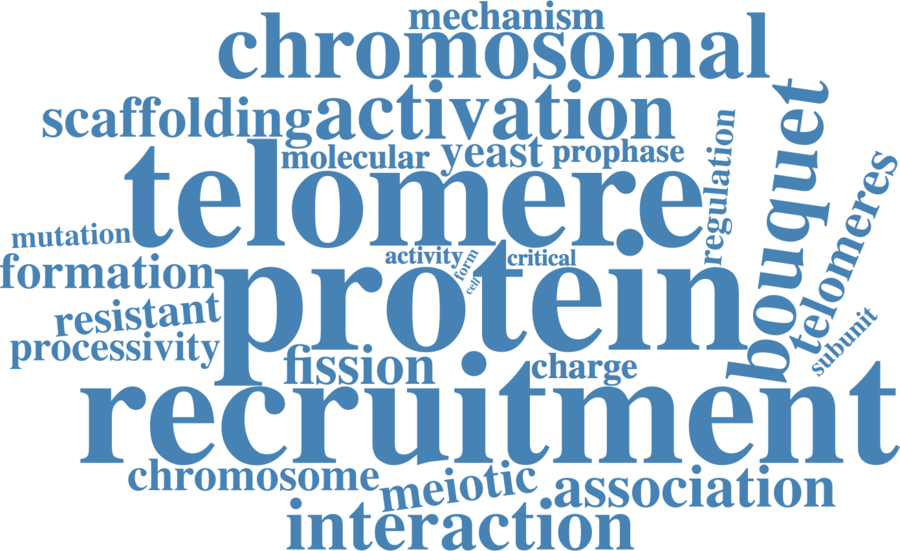 mechanism
chromosomal
scaffolding activation
molecular yeast prophase
regulation
bouquet
telomere
telomeres
mutation
activity form critical
cell
formation
protein
resistant
subunit
processivity
fission charge
recruitment
chromosome meiotic association
interaction